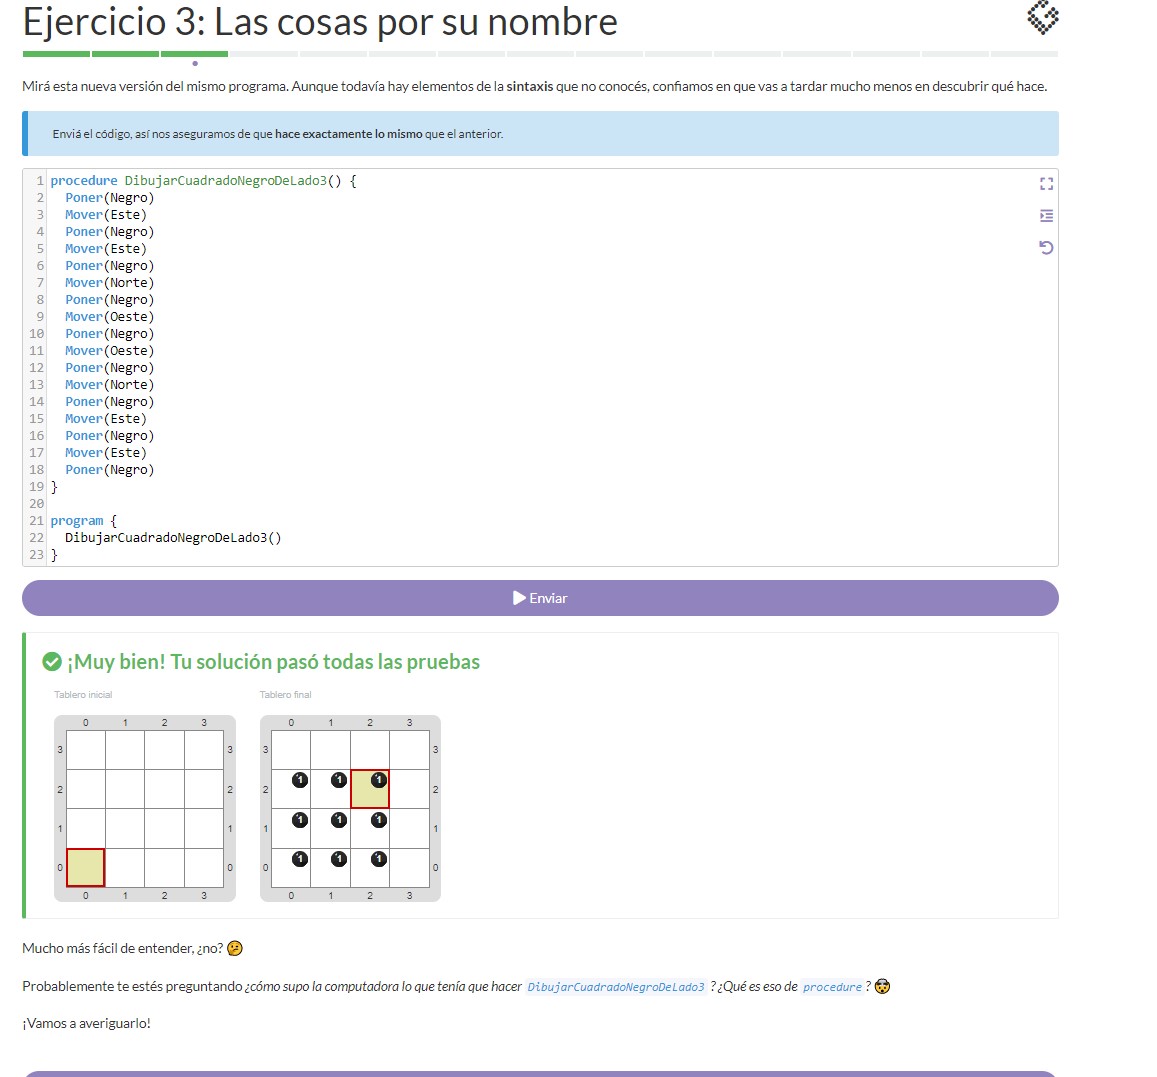 Ejercicio 3: Las cosas por su nombre
Mirá esta nueva versión del mismo programa. Aunque todavía hay elementos de la sintaxis que no conocés, confiamos en que vas a tardar mucho menos en descubrir qué hace.
Enviá el código, así nos aseguramos de que hace exactamente lo mismo que el anterior.
1 procedure DibujarCuadradoNegroDeLado3() {
2 Poner(Negro)
3 Mover(Este)
4 Poner(Negro)
5 Mover(Este)
6 Poner(Negro)
7 Mover(Norte)
8 Poner(Negro)
9 Mover(Oeste)
10 Poner(Negro)
11 Mover(Oeste)
12 Poner(Negro)
13 Mover(Norte)
14 Poner(Negro)
15 Mover(Este)
16 Poner(Negro)
17 Mover(Este)
18 Poner(Negro)
19 }
20
21 program {
22 DibujarCuadradoNegroDeLado3()
23 }
Enviar
¡Muy bien! Tu solución pasó todas las pruebas
Tablero inicial Tablero final
0 1 2 3 0 1 2 3
3 3 3 3
2 2 2 1 1 1 2
1 1 1 1 1 1 1
0 0 0 1 1 1 0
0 1 2 3 0 1 2 3
Mucho más fácil de entender, ¿no? 🤔
Probablemente te estés preguntando ¿cómo supo la computadora lo que tenía que hacer DibujarCuadradoNegroDeLado3 ? ¿Qué es eso de procedure ? 🤯
¡Vamos a averiguarlo!